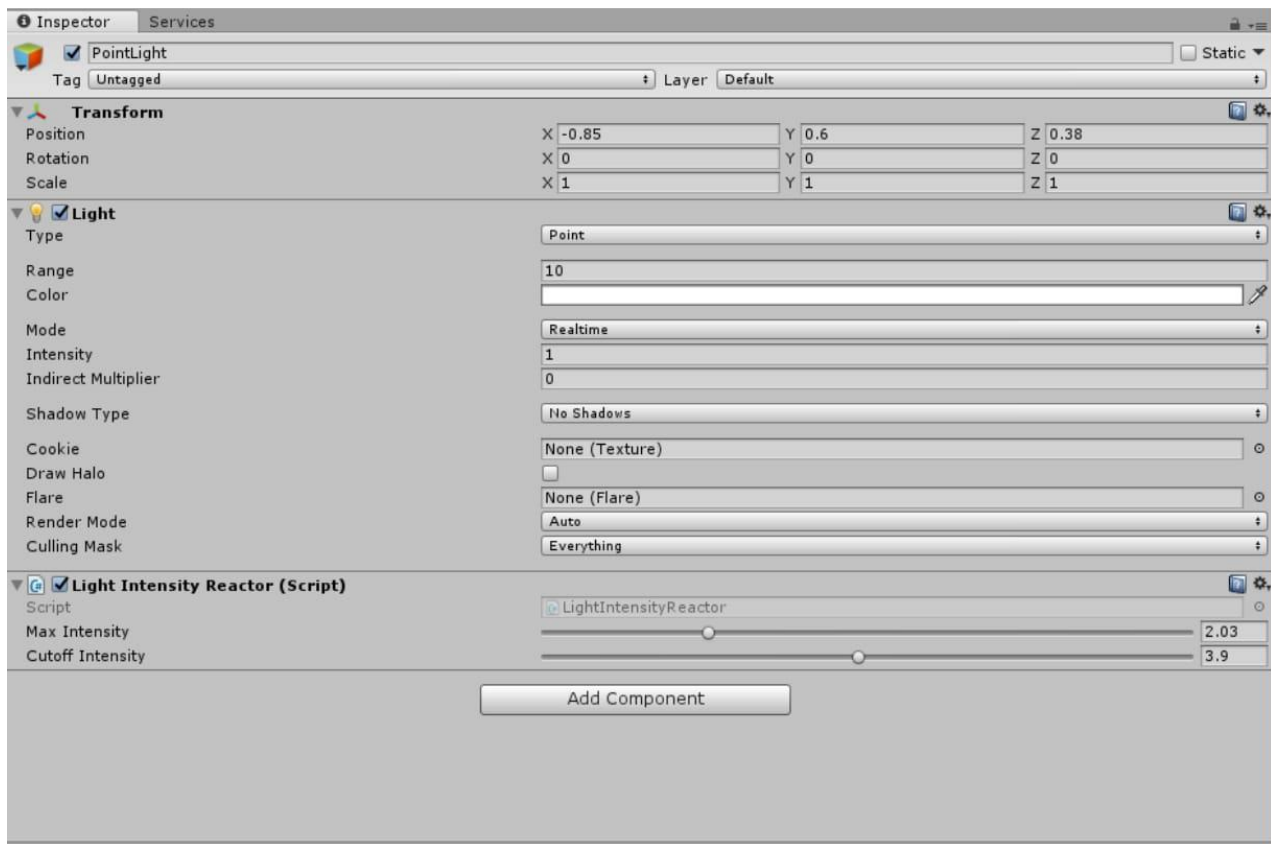 Inspector Services
PointLight Static
Tag Untagged Layer Default
Transform
Position X -0.85 Y 0.6 Z 0.38
Rotation X 0 Y 0 Z 0
Scale X 1 Y 1 Z 1
Light
Type Point
Range 10
Color
Mode Realtime
Intensity 1
Indirect Multiplier 0
Shadow Type No Shadows
Cookie None (Texture)
Draw Halo
Flare None (Flare)
Render Mode Auto
Culling Mask Everything
Light Intensity Reactor (Script)
Script LightIntensityReactor
Max Intensity 2.03
Cutoff Intensity 3.9
Add Component